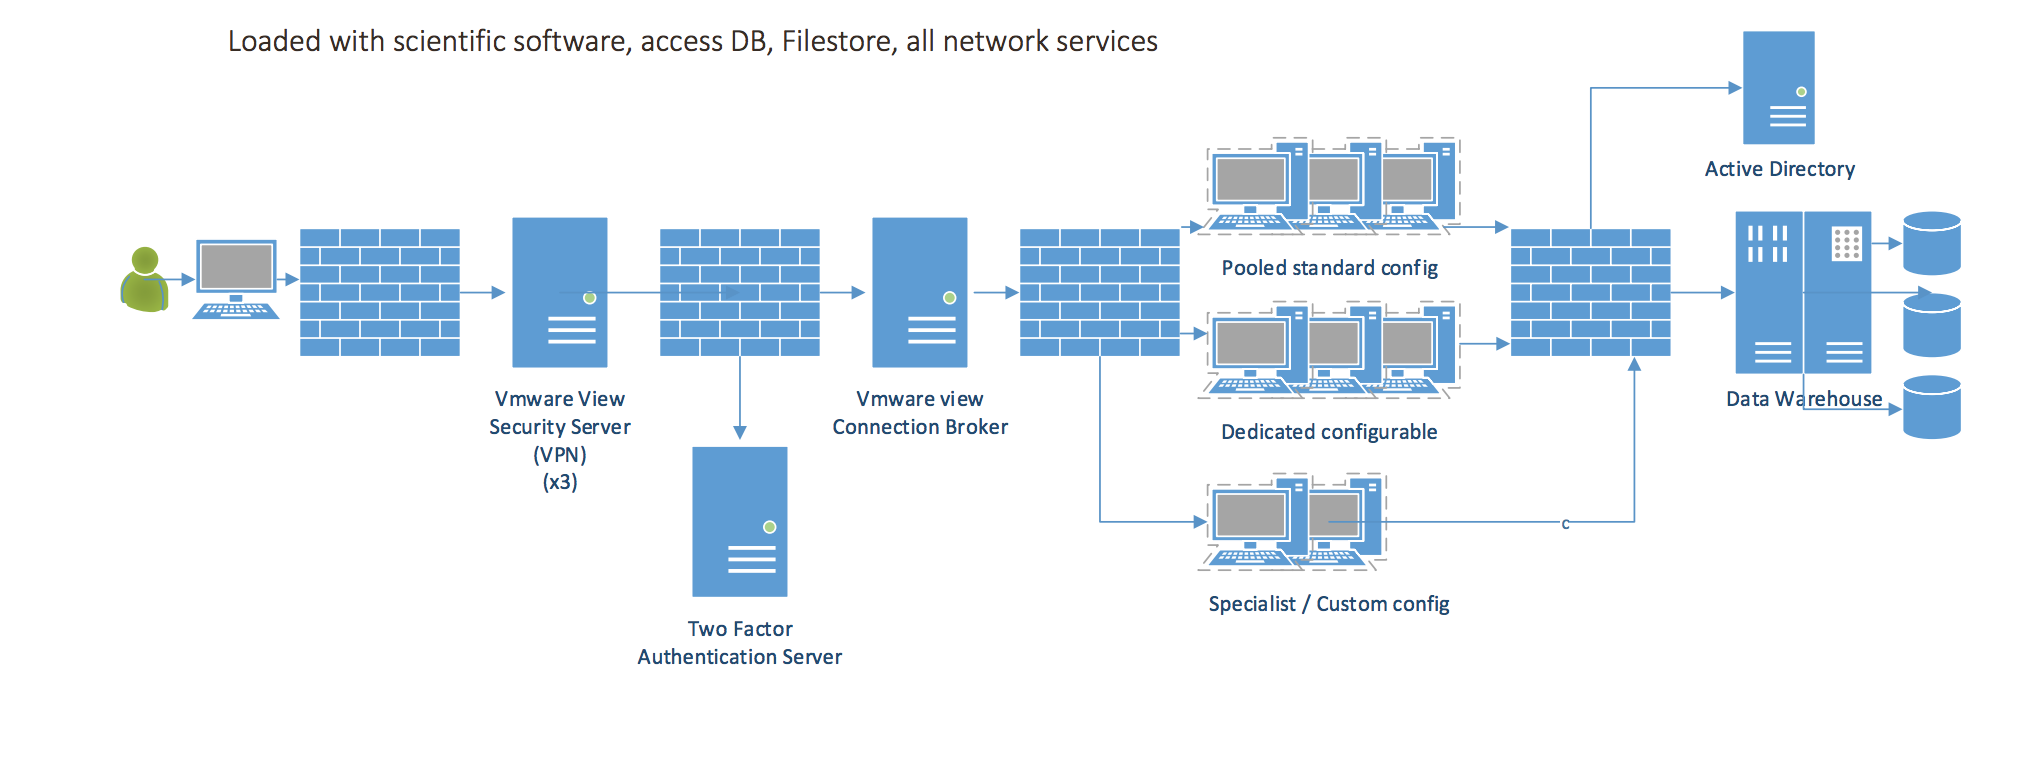 Loaded with scientific software, access DB, Filestore, all network services
Active Directory
Pooled standard config
Vmware View
Security Server
(VPN)
(x3)
Vmware view
Connection Broker
Data Warehouse
Dedicated configurable
c
Specialist / Custom config
Two Factor
Authentication Server